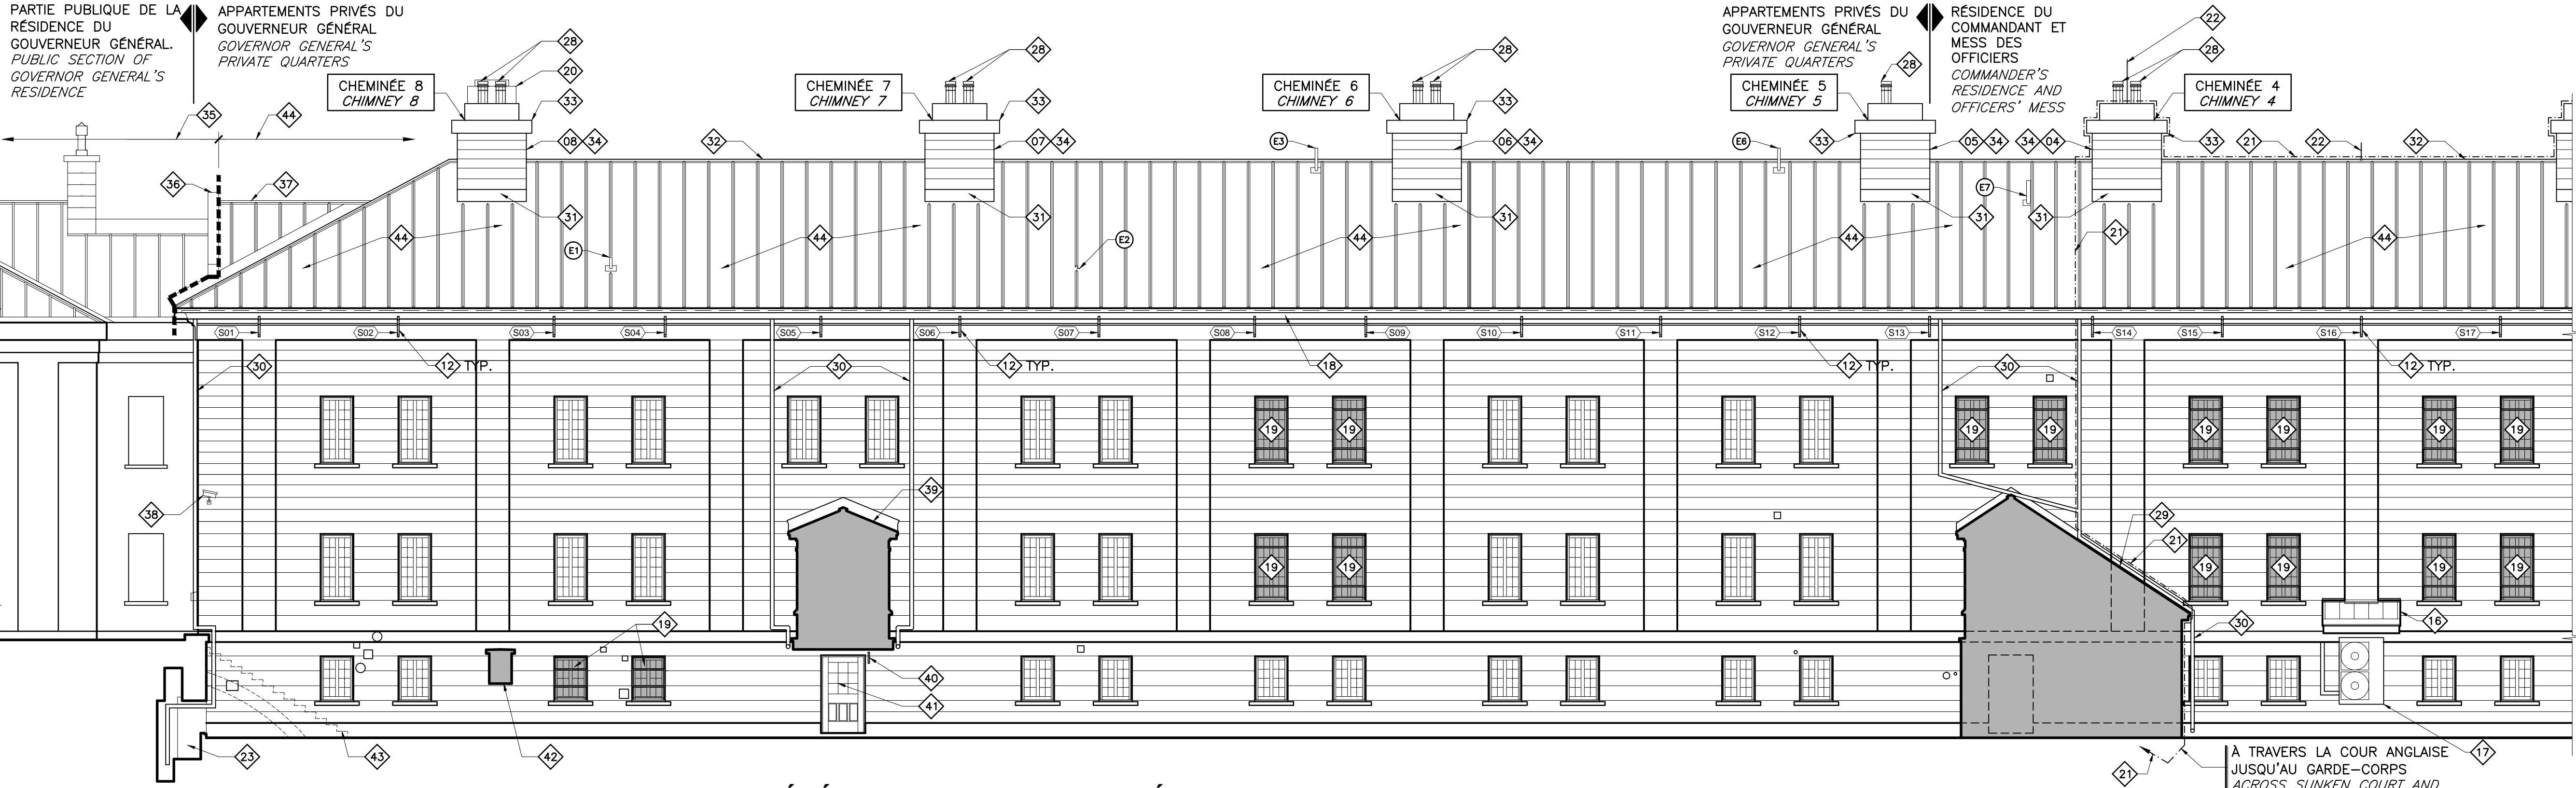 PARTIE PUBLIQUE DE LA
RÉSIDENCE DU
GOUVERNEUR GÉNÉRAL.
PUBLIC SECTION OF
GOVERNOR GENERAL'S
RESIDENCE
APPARTEMENTS PRIVÉS DU
GOUVERNEUR GÉNÉRAL
GOVERNOR GENERAL'S
PRIVATE QUARTERS
APPARTEMENTS PRIVÉS DU
GOUVERNEUR GÉNÉRAL
GOVERNOR GENERAL'S
PRIVATE QUARTERS
RÉSIDENCE DU
COMMANDANT ET
MESS DES
OFFICIERS
COMMANDER'S
RESIDENCE AND
OFFICERS' MESS
22
28
28
28
28
28
20
CHEMINÉE 8
CHIMNEY 8
CHEMINÉE 7
CHIMNEY 7
CHEMINÉE 6
CHIMNEY 6
CHEMINÉE 5
CHIMNEY 5
CHEMINÉE 4
CHIMNEY 4
35
44
33
33
33
08 34
32
07 34
E3
06 34
E6
33
05 34
34 04
33
21
22
32
36
37
31
31
31
E7
31
31
44
E1
44
E2
44
44
21
44
S01
S02
S03
S04
S05
S06
S07
S08
S09
S10
S11
S12
S13
S14
S15
S16
S17
30
12 TYP.
30
12 TYP.
18
12 TYP.
30
12 TYP.
19
19
19
19
19
19
19
19
38
39
29
21
19
19
19
19
19
19
19
30
16
40
41
23
43
42
21
À TRAVERS LA COUR ANGLAISE
JUSQU'AU GARDE-CORPS
ACROSS SUNKEN COURT AND
17